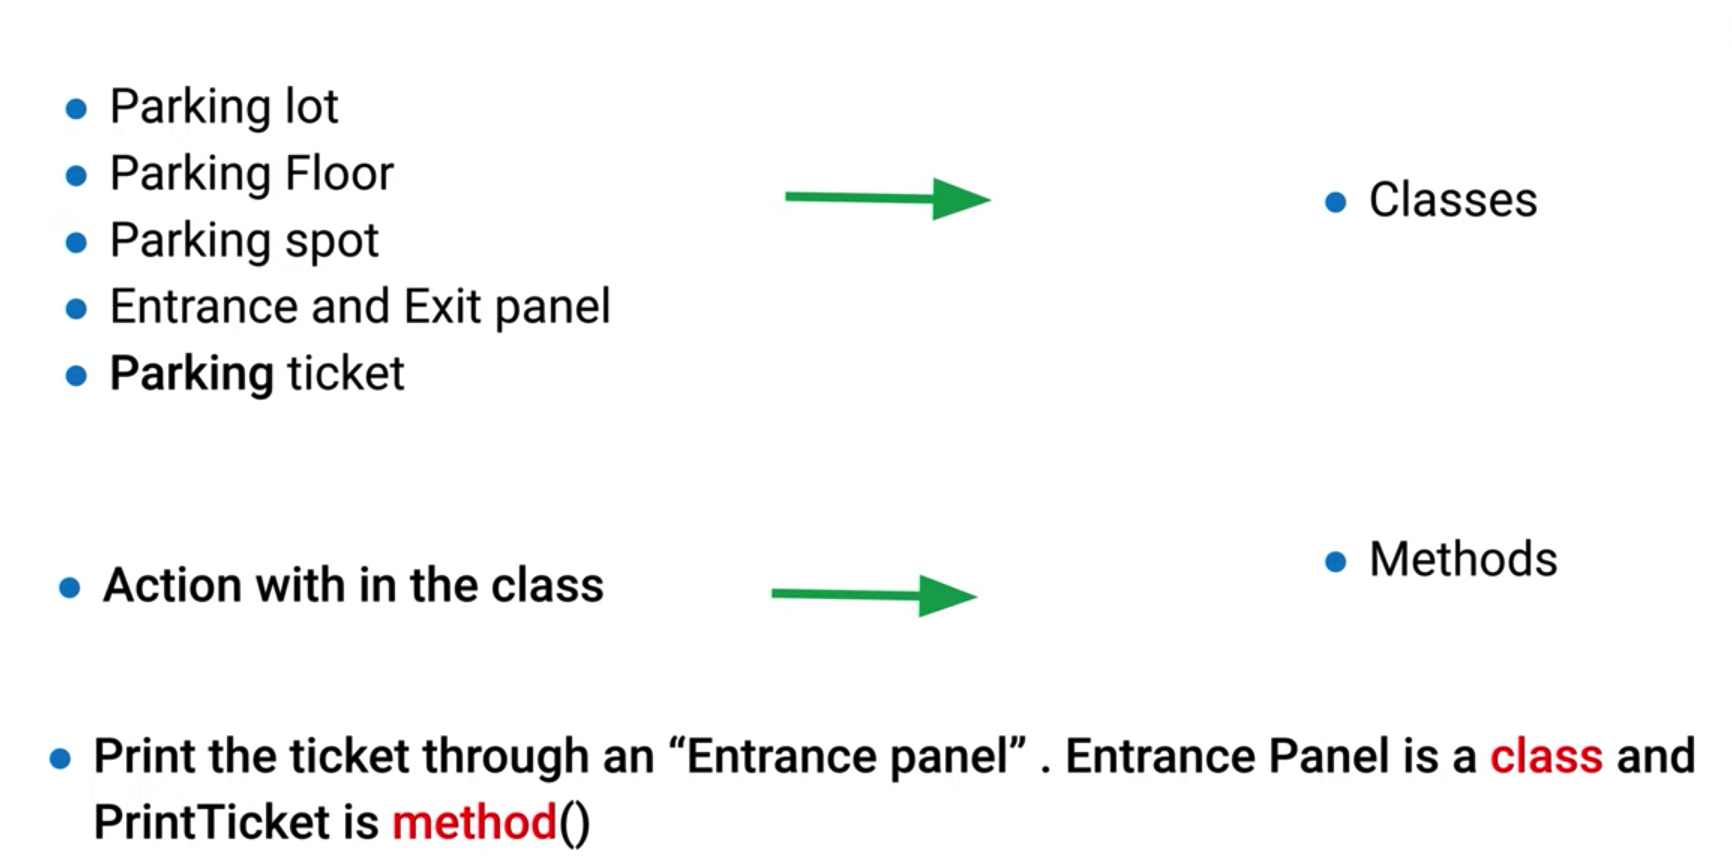 Parking lot
Parking Floor
Parking spot
Entrance and Exit panel
Parking ticket
Classes
Action with in the class
Methods
Print the ticket through an “Entrance panel” . Entrance Panel is a class and
PrintTicket is method()